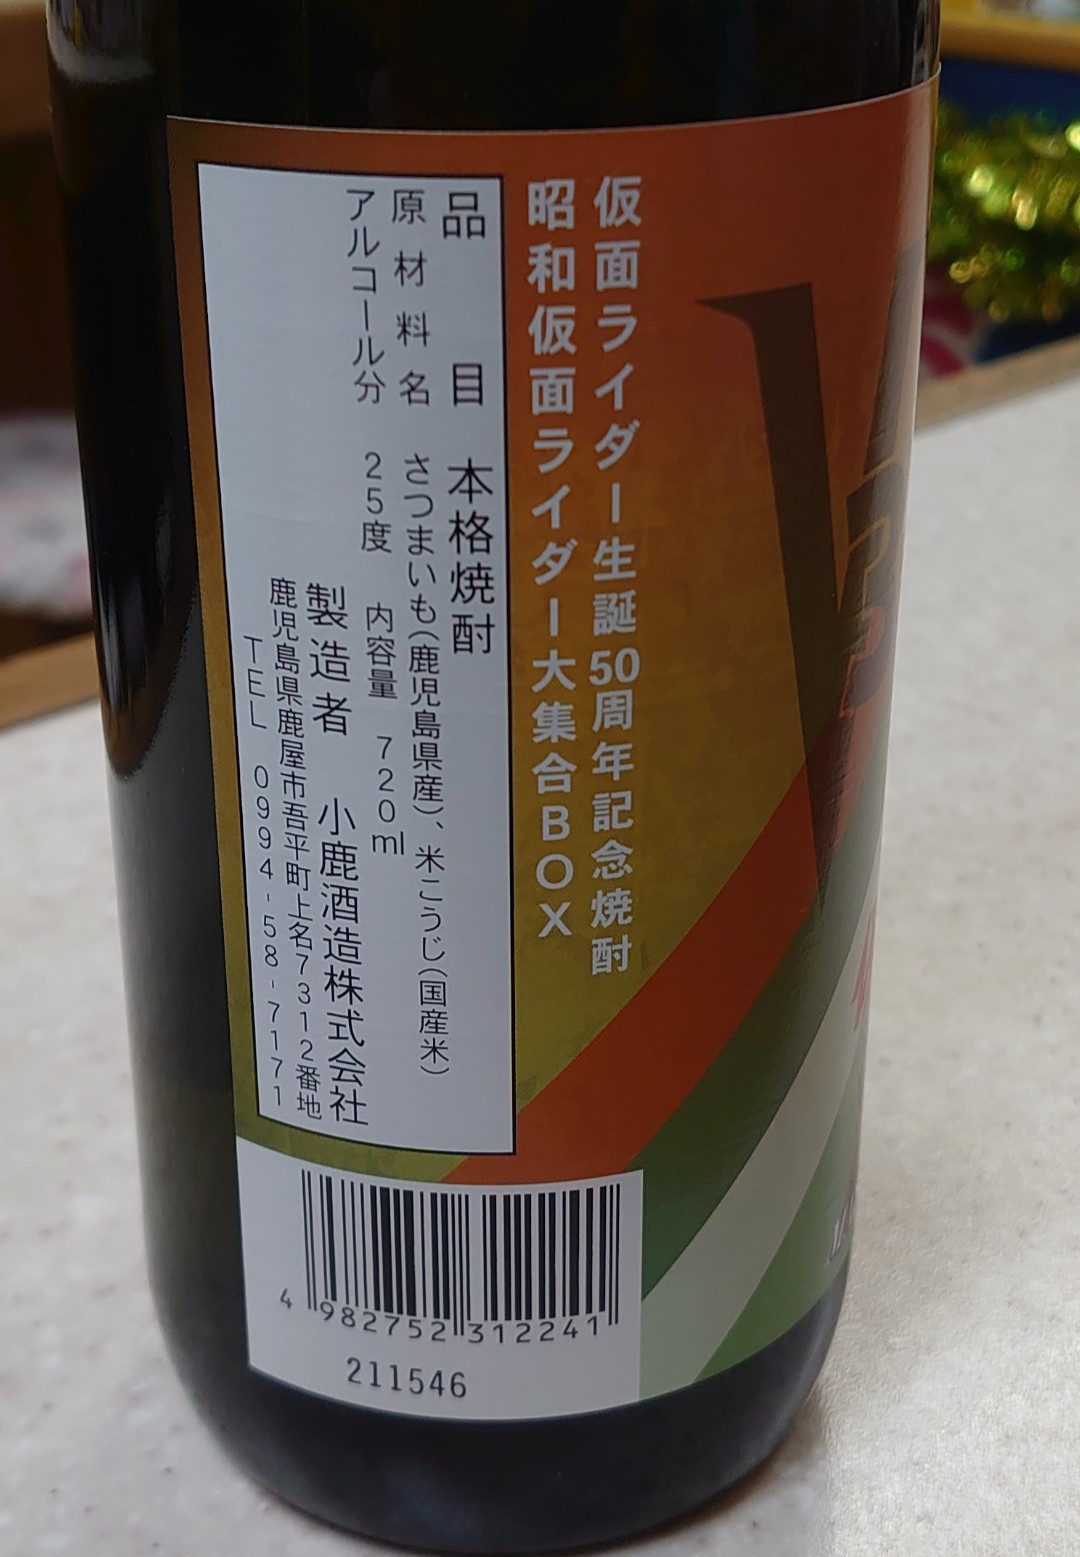 仮面ライダー生誕50周年記念焼酎
昭和仮面ライダー大集合BOX
品目 本格焼酎
原材料名 さつまいも(鹿児島県産)、米こうじ(国産米)
アルコール分 25度 内容量 720ml
製造者 小鹿酒造株式会社
鹿児島県鹿屋市吾平町上名7312番地
TEL 0994-58-7171
4 982752 312241
211546